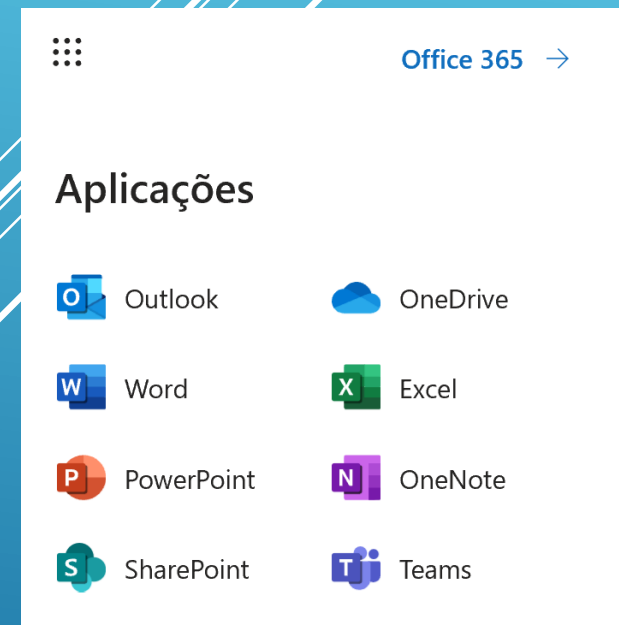 Office 365
Aplicações
Outlook OneDrive
Word Excel
PowerPoint OneNote
SharePoint Teams